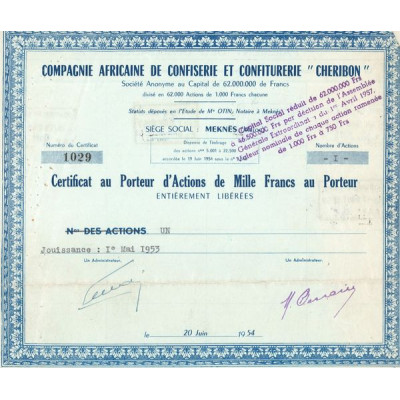 COMPAGNIE AFRICAINE DE CONFISERIE ET CONFITURERIE "CHERIBON"
Société Anonyme au Capital de 62.000.000 de Francs
divisé en 62.000 Actions de 1.000 Francs chacune
Statuts déposés en l'Etude de Me OTIN, Notaire à Meknès
SIÈGE SOCIAL : MEKNÈS
Capital Social réduit de 62.000.000 Frs
à 46.500.000 Frs par décision de l'Assemblée
Générale Extraordinaire du 1er Avril 1957.
Valeur nominale de chaque action ramenée
de 1.000 Frs à 750 Frs
Numéro du Certificat
1029
Dispense de Timbrage
Nombre d'Actions
- 1 -
Certificat au Porteur d'Actions de Mille Francs au Porteur
ENTIÈREMENT LIBÉRÉES
Nos DES ACTIONS UN
Jouissance : 1er Mai 1953
Un Administrateur,
Un Administrateur,
le 20 Juin 1954